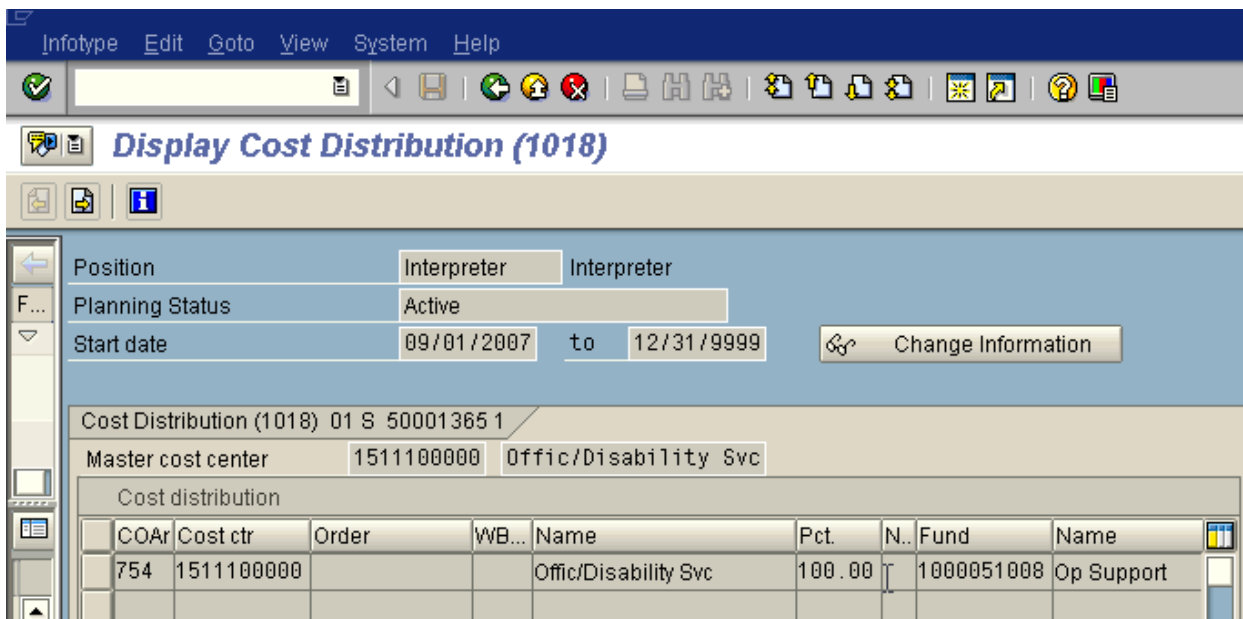 Infotype Edit Goto View System Help
Display Cost Distribution (1018)
Position Interpreter Interpreter
F... Planning Status Active
Start date 09/01/2007 to 12/31/9999 Change Information
Cost Distribution (1018) 01 S 50001365 1
Master cost center 1511100000 Offic/Disability Svc
Cost distribution
COAr Cost ctr Order WB... Name Pct. N.. Fund Name
754 1511100000 Offic/Disability Svc 100.00 1000051008 Op Support